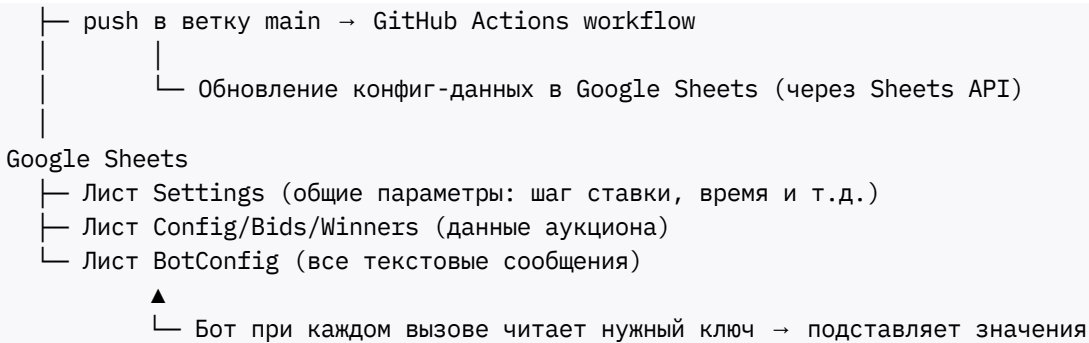 ├─ push в ветку main → GitHub Actions workflow
│       │
│       └─ Обновление конфиг-данных в Google Sheets (через Sheets API)
│
Google Sheets
├─ Лист Settings (общие параметры: шаг ставки, время и т.д.)
├─ Лист Config/Bids/Winners (данные аукциона)
└─ Лист BotConfig (все текстовые сообщения)
▲
└─ Бот при каждом вызове читает нужный ключ → подставляет значения